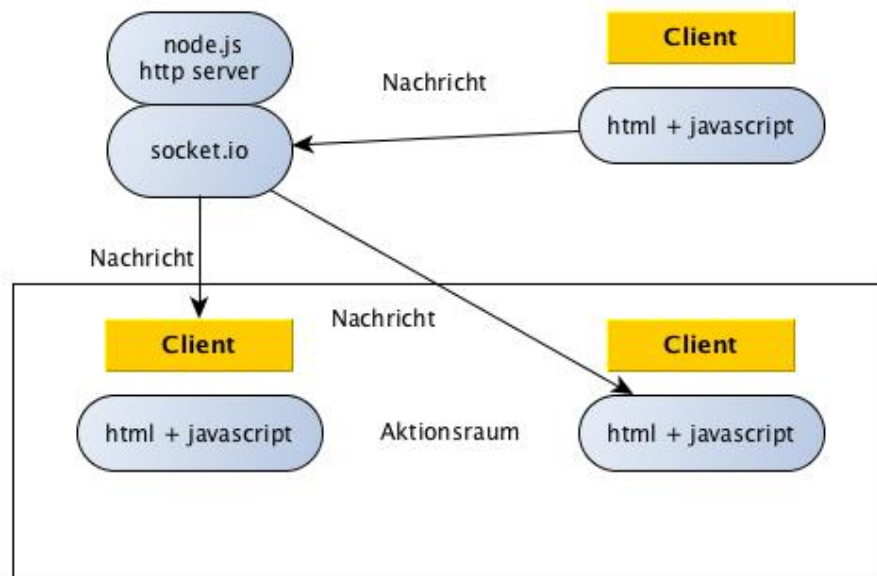 node.js
http server
Client
Nachricht
html + javascript
socket.io
Nachricht
Nachricht
Client
Client
html + javascript
Aktionsraum
html + javascript